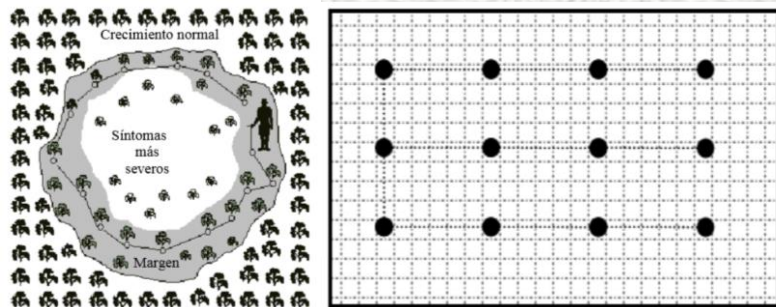 Crecimiento normal
Síntomas
más
severos
Margen